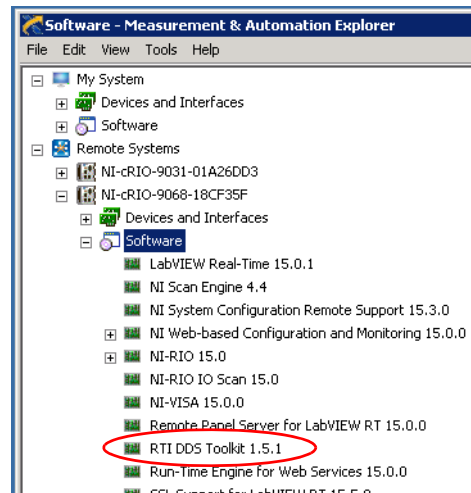 Software - Measurement & Automation Explorer
File Edit View Tools Help
My System
Devices and Interfaces
Software
Remote Systems
NI-cRIO-9031-01A26DD3
NI-cRIO-9068-18CF35F
Devices and Interfaces
Software
LabVIEW Real-Time 15.0.1
NI Scan Engine 4.4
NI System Configuration Remote Support 15.3.0
NI Web-based Configuration and Monitoring 15.0.0
NI-RIO 15.0
NI-RIO IO Scan 15.0
NI-VISA 15.0.0
Remote Panel Server for LabVIEW RT 15.0.0
RTI DDS Toolkit 1.5.1
Run-Time Engine for Web Services 15.0.0
SSL Support for LabVIEW RT